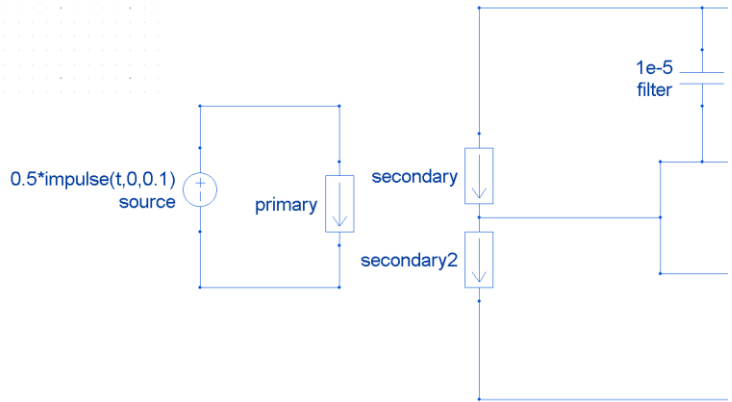 1e-5
filter
0.5*impulse(t,0,0.1)
source
primary
secondary
secondary2